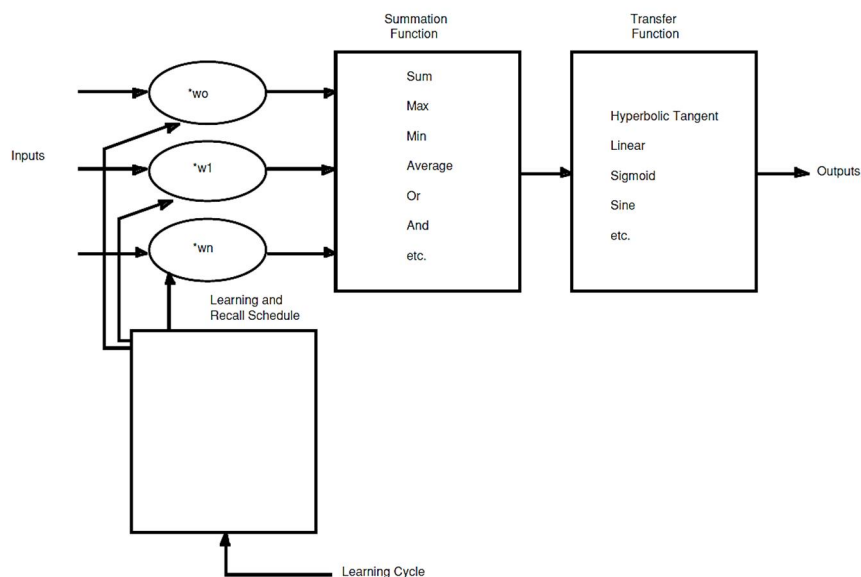 Summation
Function
Transfer
Function
Inputs
*wo
*w1
*wn
Sum
Max
Min
Average
Or
And
etc.
Hyperbolic Tangent
Linear
Sigmoid
Sine
etc.
Outputs
Learning and
Recall Schedule
Learning Cycle